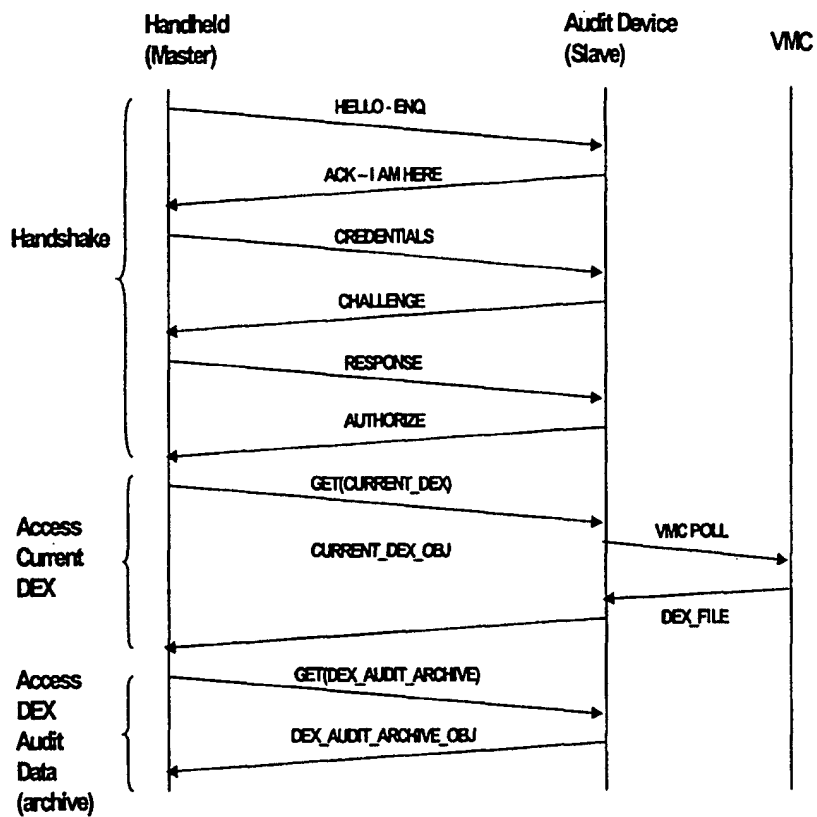 Handheld
(Master)
Audit Device
(Slave)
VMC
HELLO - ENQ
ACK – I AM HERE
Handshake
CREDENTIALS
CHALLENGE
RESPONSE
AUTHORIZE
GET(CURRENT_DEX)
Access
Current
DEX
CURRENT_DEX_OBJ
VMC POLL
DEX_FILE
Access
DEX
Audit
Data
(archive)
GET(DEX_AUDIT_ARCHIVE)
DEX_AUDIT_ARCHIVE_OBJ